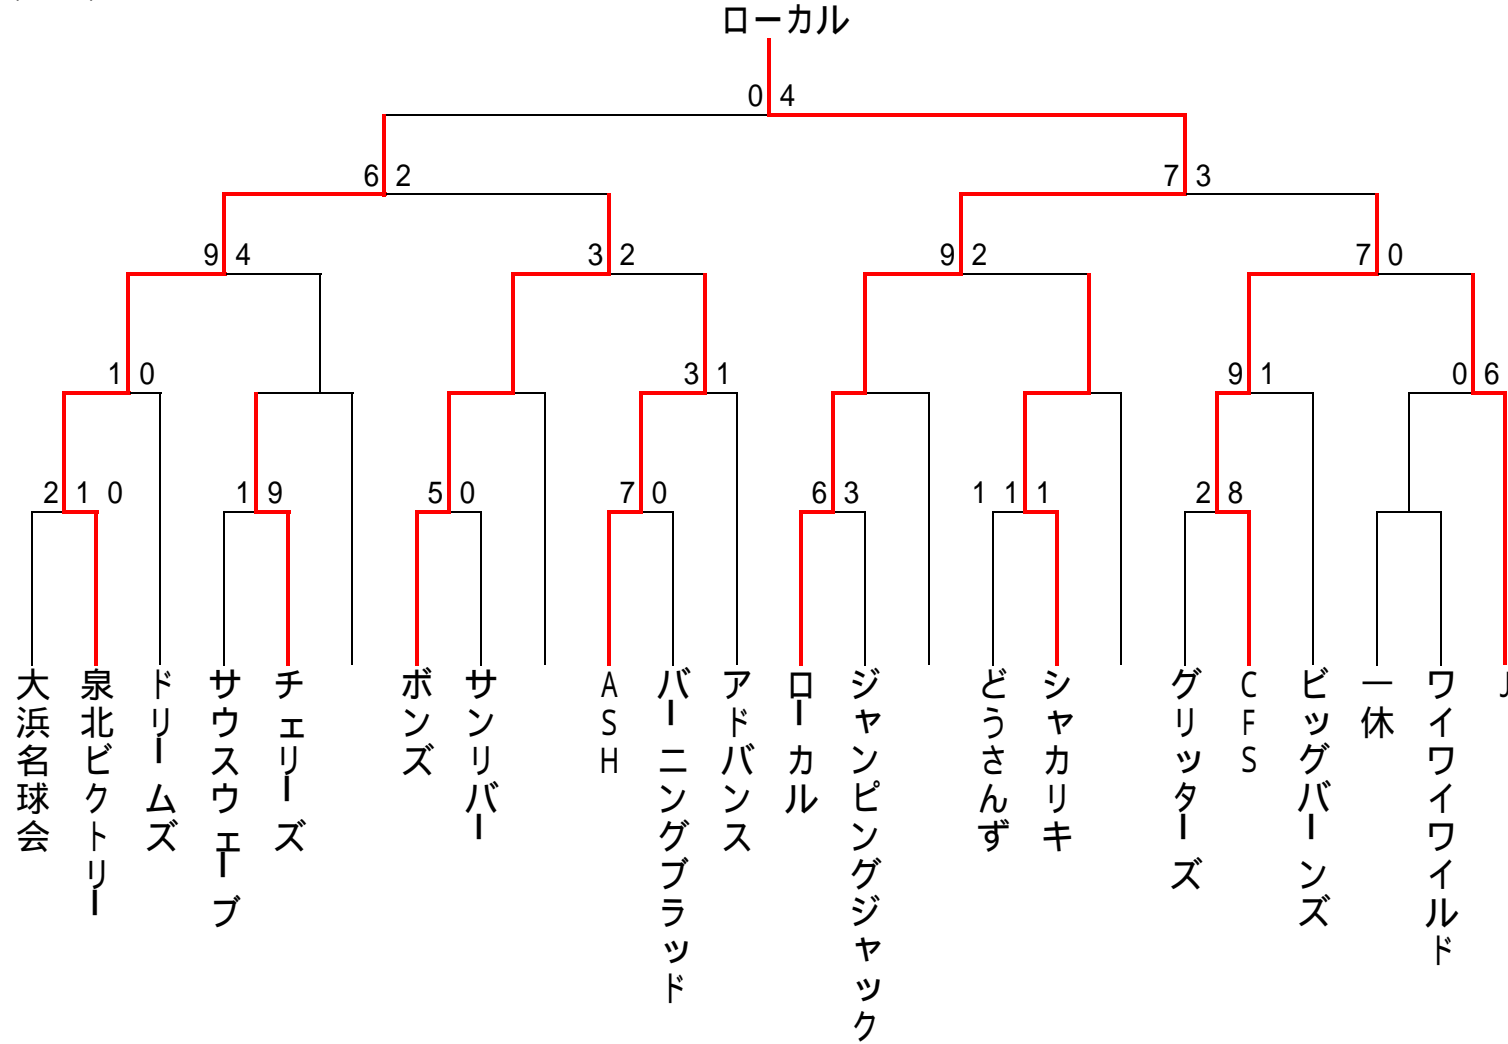 ローカル
0 4
6 2
7 3
9 4
3 2
9 2
7 0
1 0
3 1
9 1
0 6
2 1 0
1 9
5 0
7 0
6 3
1 1 1
2 8
大浜名球会
泉北ビクトリー
ドリームズ
サウスウェーブ
チェリーズ
ボンズ
サンリバー
ASH
バーニングブラッド
アドバンス
ローカル
ジャンピングジャック
どうさんず
シャカリキ
グリッターズ
CFS
ビッグバーンズ
一休
ワイワイワイルド
J